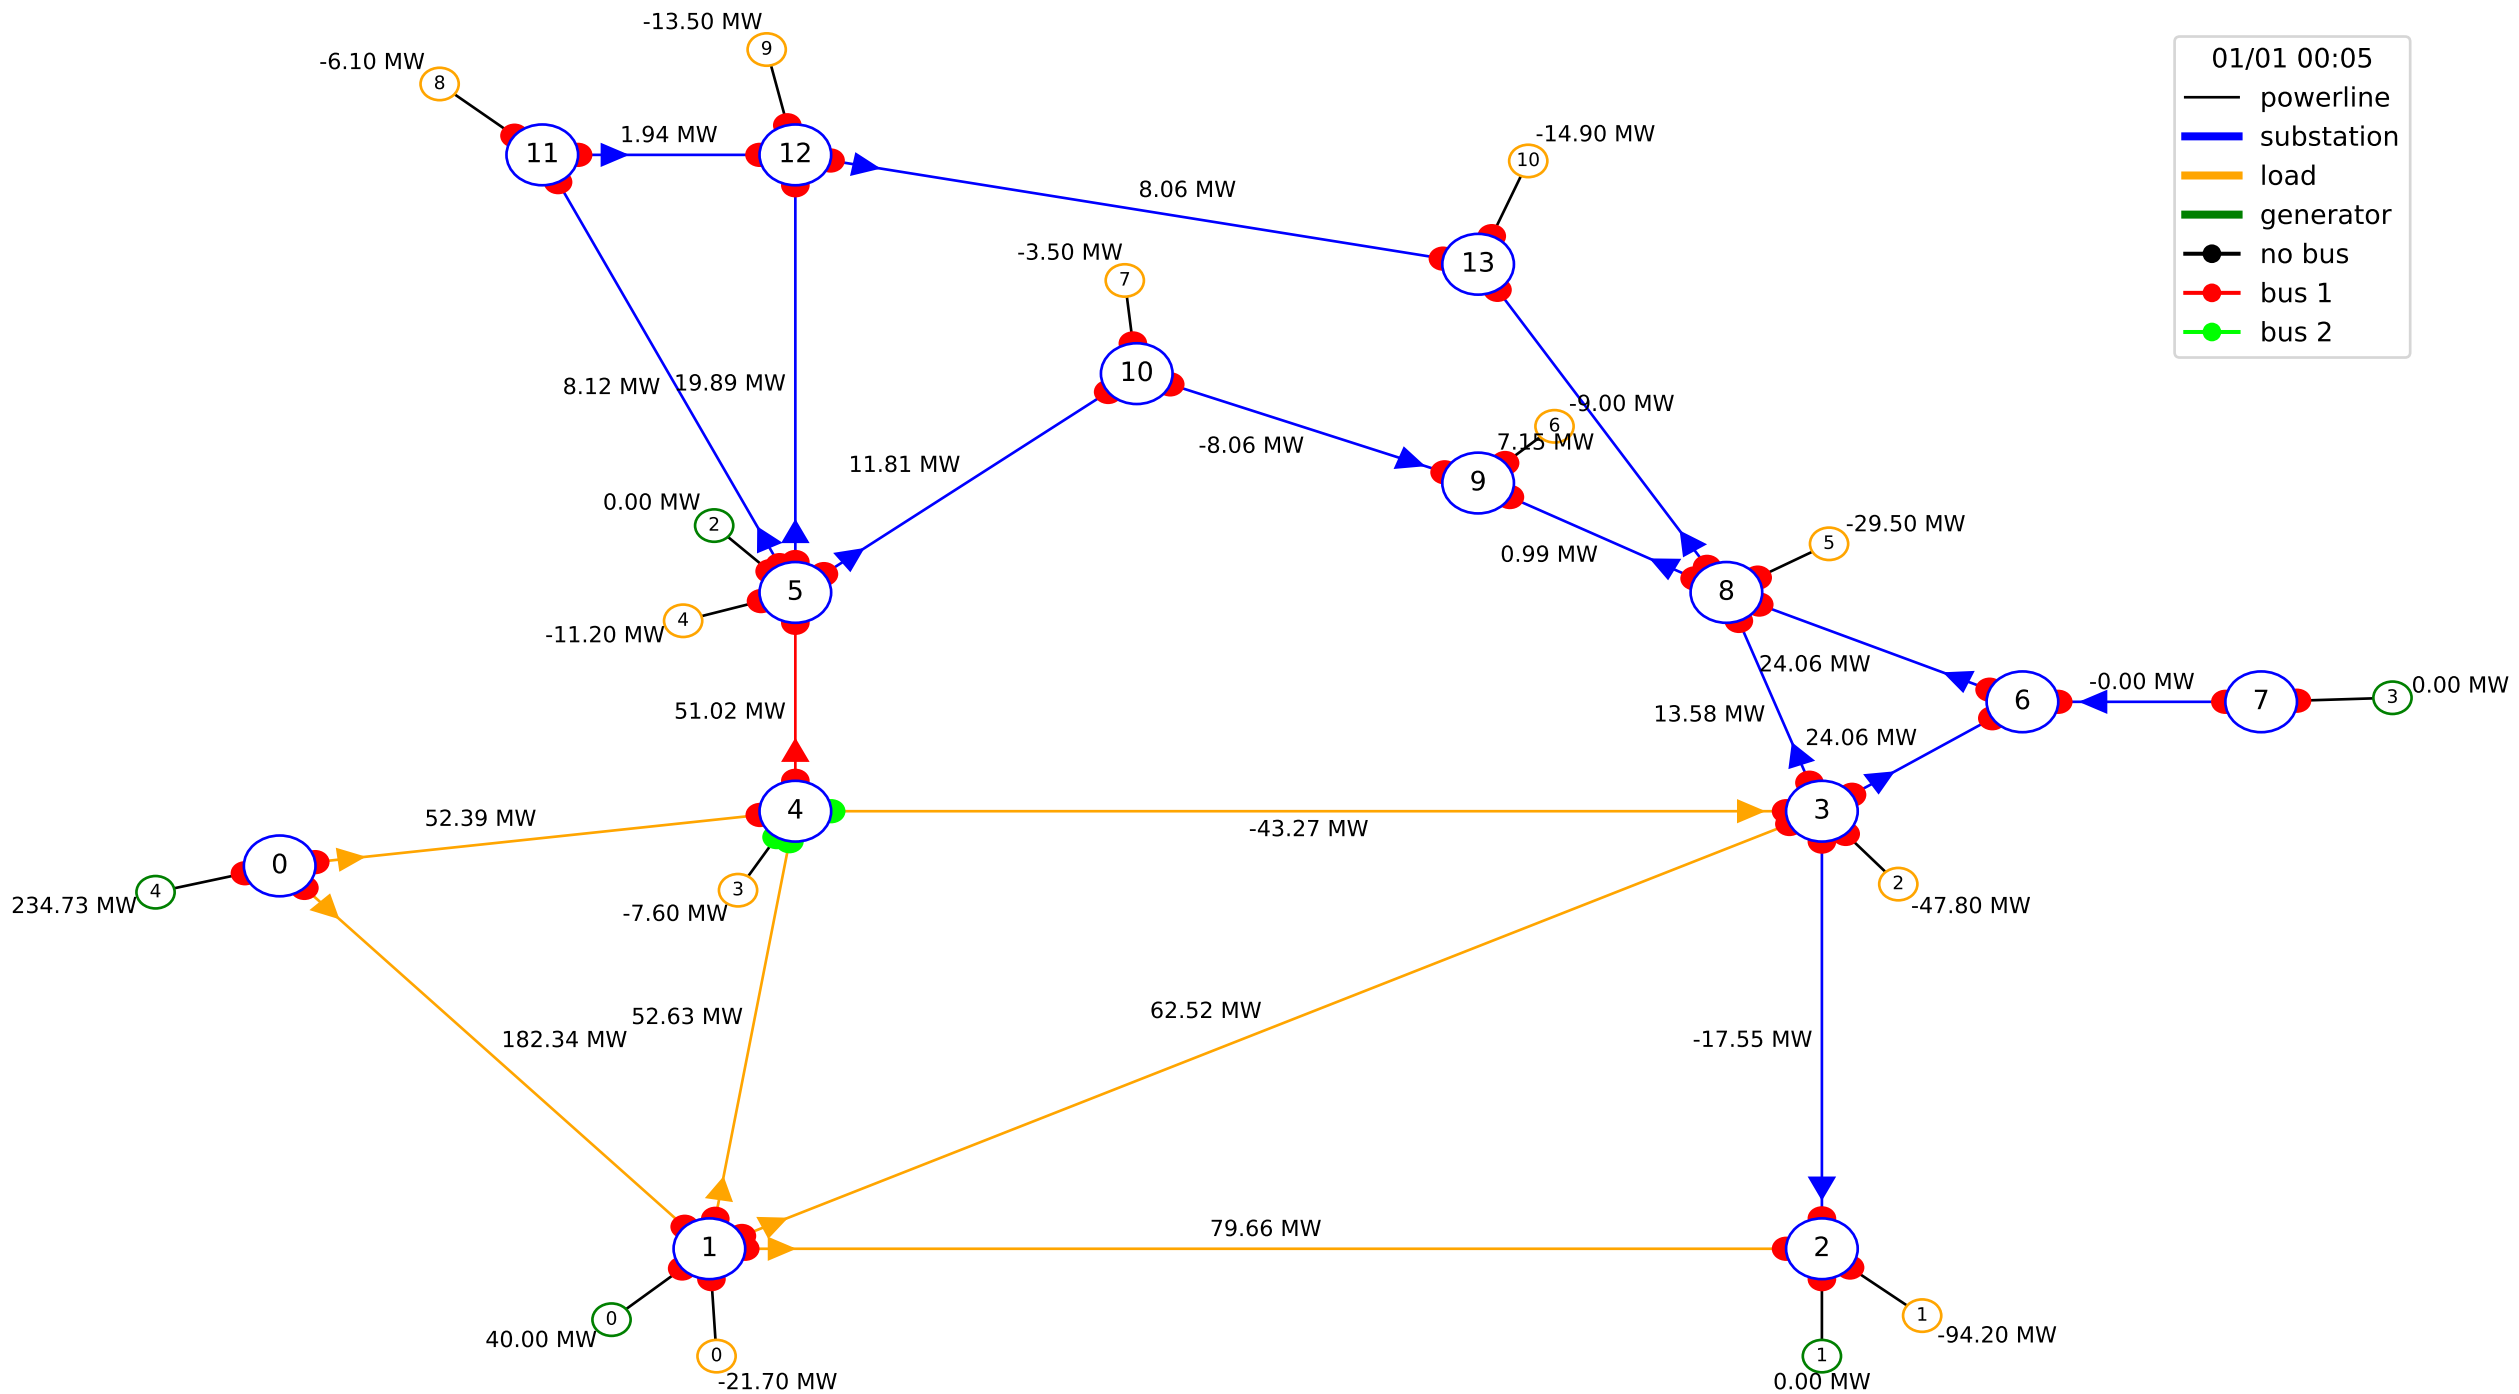 -13.50 MW
9
-6.10 MW
8
01/01 00:05
powerline
substation
load
generator
no bus
bus 1
bus 2
11
1.94 MW
12
-14.90 MW
10
8.06 MW
13
-3.50 MW
7
10
8.12 MW
19.89 MW
-9.00 MW
6
7.15 MW
-8.06 MW
11.81 MW
9
0.00 MW
2
-29.50 MW
5
0.99 MW
5
8
4
-11.20 MW
24.06 MW
-0.00 MW
6
7
3
0.00 MW
51.02 MW
13.58 MW
24.06 MW
52.39 MW
4
-43.27 MW
3
0
4
234.73 MW
3
-7.60 MW
2
-47.80 MW
52.63 MW
62.52 MW
182.34 MW
-17.55 MW
79.66 MW
1
2
0
40.00 MW
0
-21.70 MW
1
-94.20 MW
1
0.00 MW